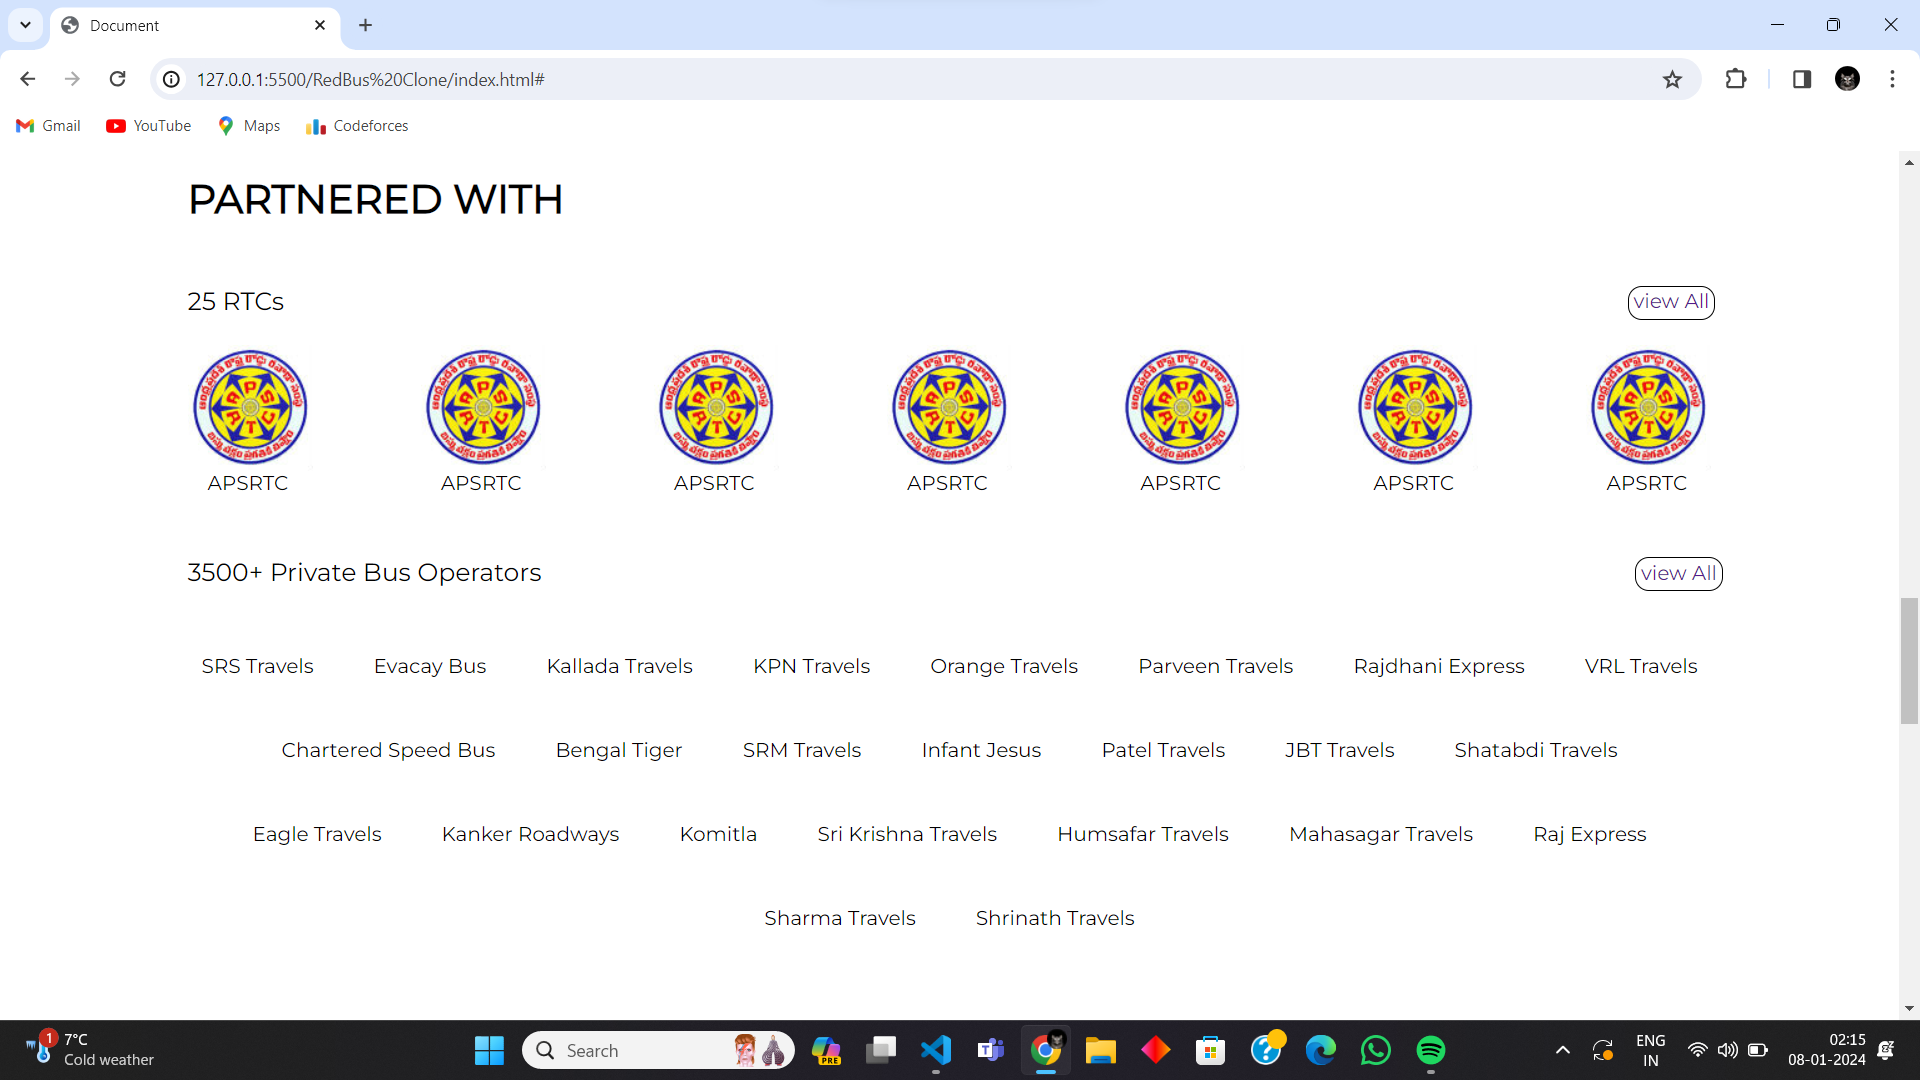 Document
127.0.0.1:5500/RedBus%20Clone/index.html#
Gmail YouTube Maps Codeforces
PARTNERED WITH
25 RTCs view All
APSRTC APSRTC APSRTC APSRTC APSRTC APSRTC APSRTC
3500+ Private Bus Operators view All
SRS Travels Evacay Bus Kallada Travels KPN Travels Orange Travels Parveen Travels Rajdhani Express VRL Travels
Chartered Speed Bus Bengal Tiger SRM Travels Infant Jesus Patel Travels JBT Travels Shatabdi Travels
Eagle Travels Kanker Roadways Komitla Sri Krishna Travels Humsafar Travels Mahasagar Travels Raj Express
Sharma Travels Shrinath Travels
1 7°C
Cold weather
Search
PRE
ENG
IN
02:15
08-01-2024